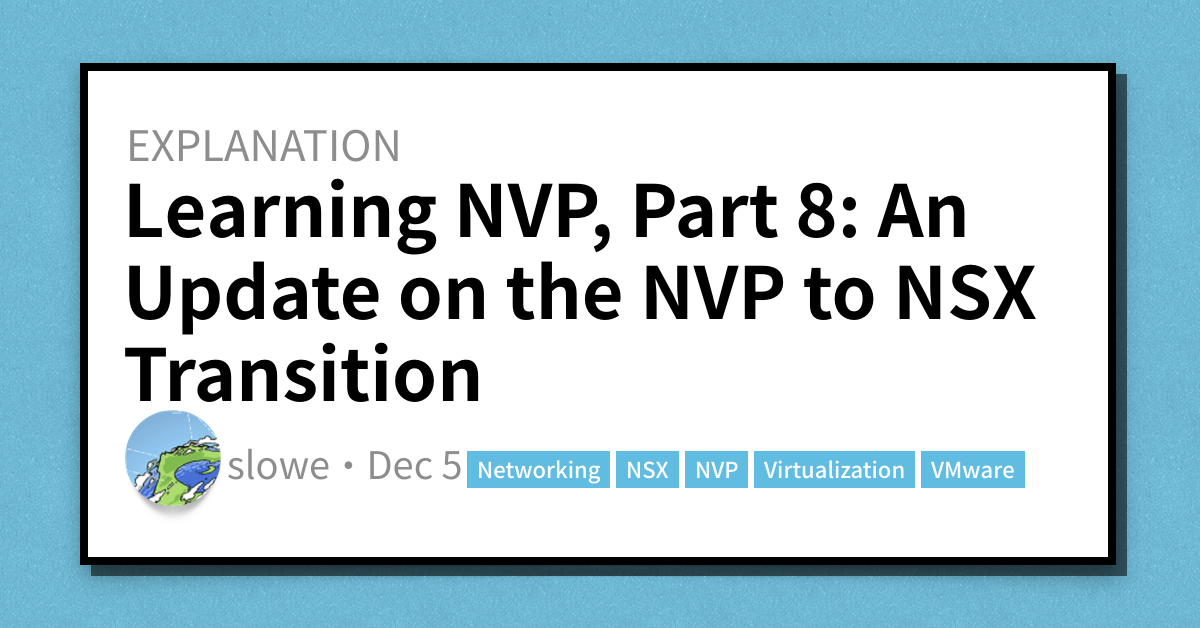 EXPLANATION
Learning NVP, Part 8: An
Update on the NVP to NSX
Transition
slowe • Dec 5 Networking NSX NVP Virtualization VMware